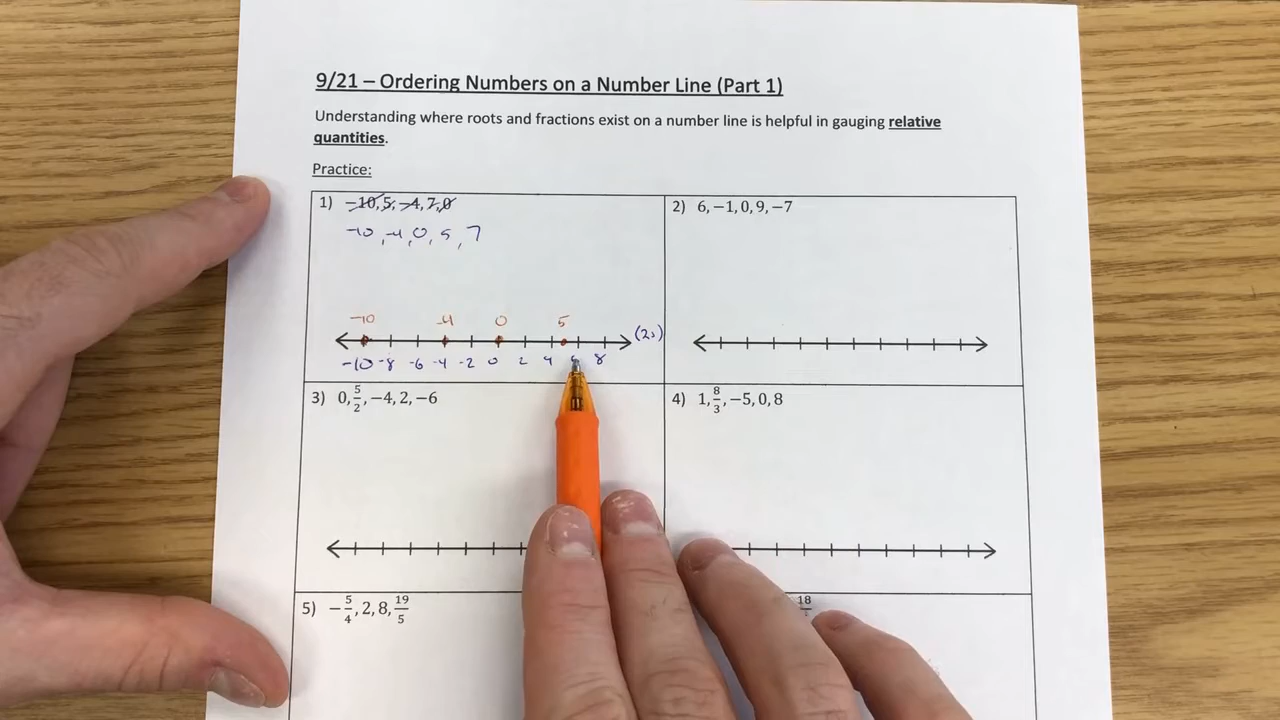 9/21 – Ordering Numbers on a Number Line (Part 1)
Understanding where roots and fractions exist on a number line is helpful in gauging relative
quantities.
Practice:
1) −10, 5, −4, 7, 0
-10, -4, 0, 5, 7
-10 -4 0 5
(2s)
-10 -8 -6 -4 -2 0 2 4 6 8
2) 6, −1, 0, 9, −7
3) 0, 5/2, −4, 2, −6
4) 1, 8/3, −5, 0, 8
5) −5/4, 2, 8, 19/5
18